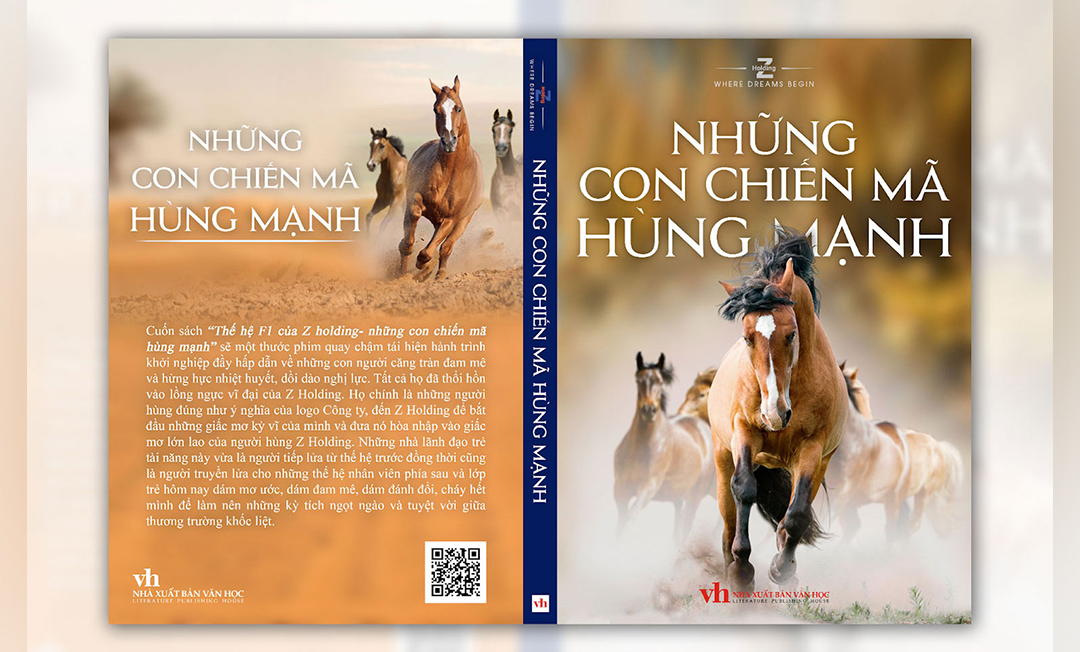 NHỮNG
CON CHIẾN MÃ
HÙNG MẠNH
Cuốn sách "Thế hệ F1 của Z holding- những con chiến mã
hùng mạnh" sẽ một thước phim quay chậm tái hiện hành trình
khởi nghiệp đầy hấp dẫn về những con người căng tràn đam mê
và hừng hực nhiệt huyết, dồi dào nghị lực. Tất cả họ đã thổi hồn
vào lồng ngực vĩ đại của Z Holding. Họ chính là những người
hùng đúng như ý nghĩa của logo Công ty, đến Z Holding để bắt
đầu những giấc mơ kỳ vĩ của mình và đưa nó hòa nhập vào giấc
mơ lớn lao của người hùng Z Holding. Những nhà lãnh đạo trẻ
tài năng này vừa là người tiếp lửa từ thế hệ trước đồng thời cũng
là người truyền lửa cho những thế hệ nhân viên phía sau và lớp
trẻ hôm nay dám mơ ước, dám đam mê, dám đánh đổi, cháy hết
mình để làm nên những kỳ tích ngọt ngào và tuyệt vời giữa
thương trường khốc liệt.
vh
NHÀ XUẤT BẢN VĂN HỌC
LITERATURE PUBLISHING HOUSE
WHERE DREAMS BEGIN
Z Holding
NHỮNG CON CHIẾN MÃ HÙNG MẠNH
vh
Z Holding
WHERE DREAMS BEGIN
NHỮNG
CON CHIẾN MÃ
HÙNG MẠNH
vh
NHÀ XUẤT BẢN VĂN HỌC
LITERATURE PUBLISHING HOUSE